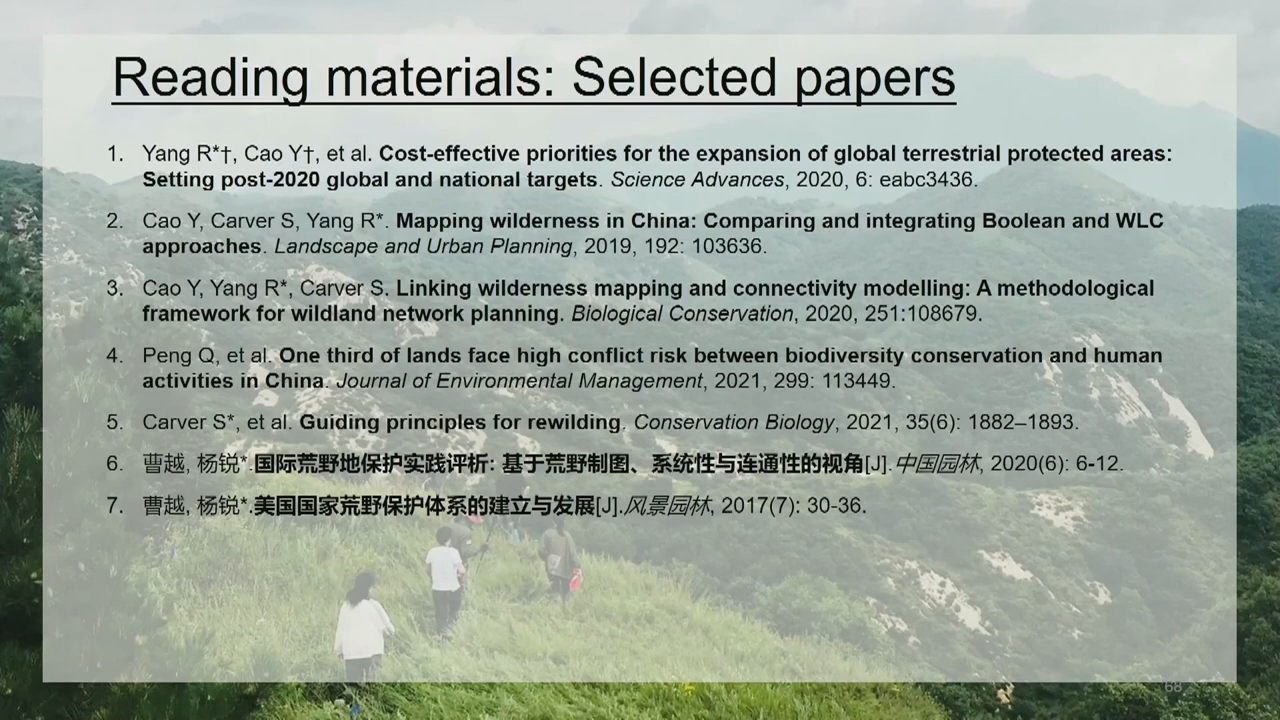 Reading materials: Selected papers
1. Yang R*†, Cao Y†, et al. Cost-effective priorities for the expansion of global terrestrial protected areas:
Setting post-2020 global and national targets. Science Advances, 2020, 6: eabc3436.
2. Cao Y, Carver S, Yang R*. Mapping wilderness in China: Comparing and integrating Boolean and WLC
approaches. Landscape and Urban Planning, 2019, 192: 103636.
3. Cao Y, Yang R*, Carver S. Linking wilderness mapping and connectivity modelling: A methodological
framework for wildland network planning. Biological Conservation, 2020, 251:108679.
4. Peng Q, et al. One third of lands face high conflict risk between biodiversity conservation and human
activities in China. Journal of Environmental Management, 2021, 299: 113449.
5. Carver S*, et al. Guiding principles for rewilding. Conservation Biology, 2021, 35(6): 1882–1893.
6. 曹越, 杨锐*.国际荒野地保护实践评析: 基于荒野制图、系统性与连通性的视角[J].中国园林, 2020(6): 6-12.
7. 曹越, 杨锐*.美国国家荒野保护体系的建立与发展[J].风景园林, 2017(7): 30-36.
68